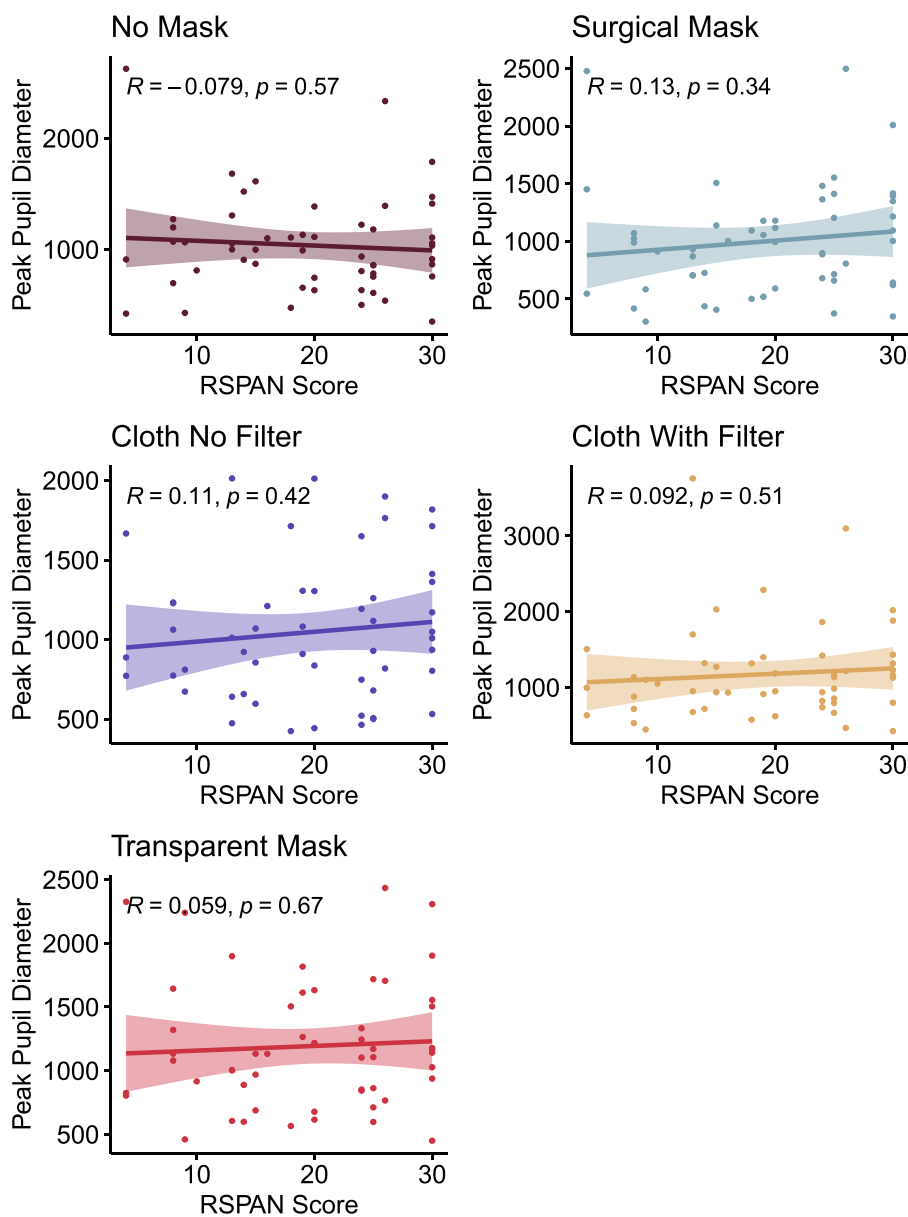 No Mask
R = −0.079, p = 0.57
Peak Pupil Diameter
2000
1000
10 20 30
RSPAN Score
Surgical Mask
R = 0.13, p = 0.34
Peak Pupil Diameter
2500
2000
1500
1000
500
10 20 30
RSPAN Score
Cloth No Filter
R = 0.11, p = 0.42
Peak Pupil Diameter
2000
1500
1000
500
10 20 30
RSPAN Score
Cloth With Filter
R = 0.092, p = 0.51
Peak Pupil Diameter
3000
2000
1000
10 20 30
RSPAN Score
Transparent Mask
R = 0.059, p = 0.67
Peak Pupil Diameter
2500
2000
1500
1000
500
10 20 30
RSPAN Score